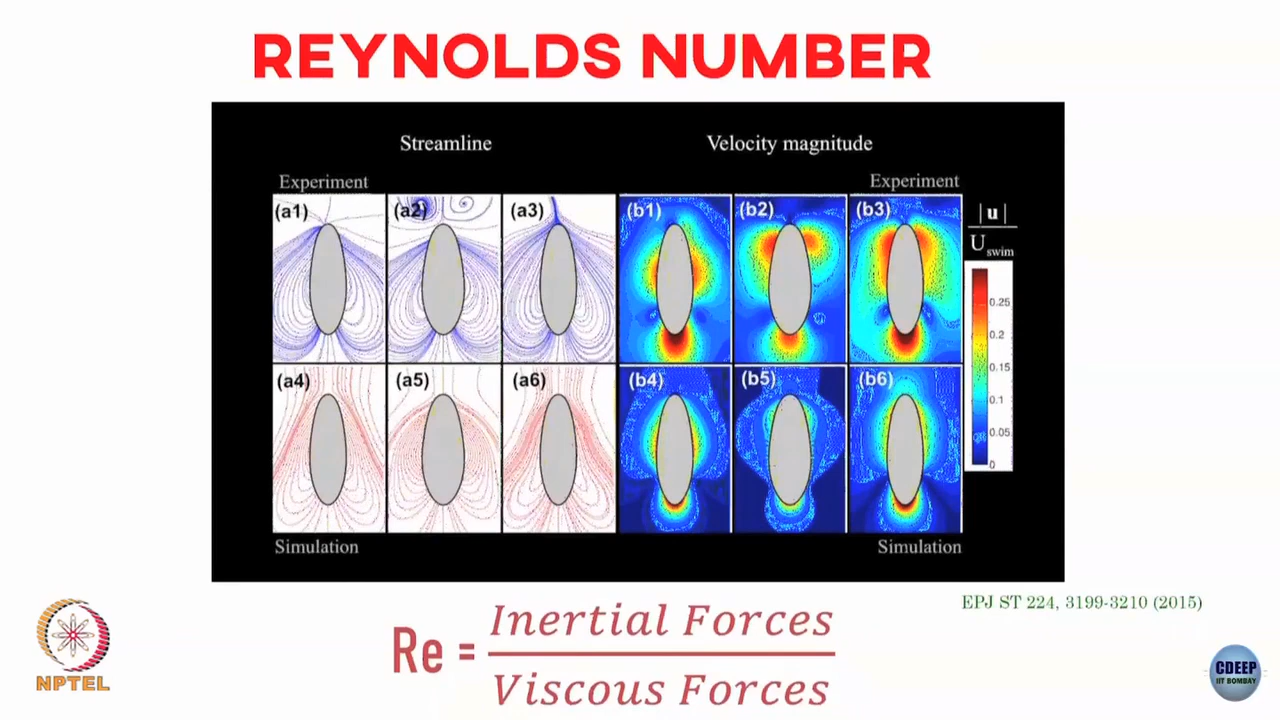 REYNOLDS NUMBER
Streamline
Velocity magnitude
Experiment
Experiment
(a1)
(a2)
(a3)
(b1)
(b2)
(b3)
|u|
U swim
0.25
0.2
0.15
0.1
0.05
0
(a4)
(a5)
(a6)
(b4)
(b5)
(b6)
Simulation
Simulation
EPJ ST 224, 3199-3210 (2015)
Re = Inertial Forces
Viscous Forces
NPTEL
CDEEP
IIT BOMBAY